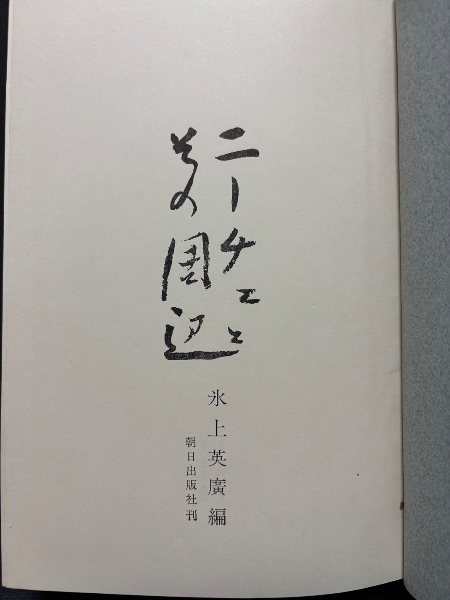 ニーチェと
その周辺
氷上英廣編
朝日出版社刊